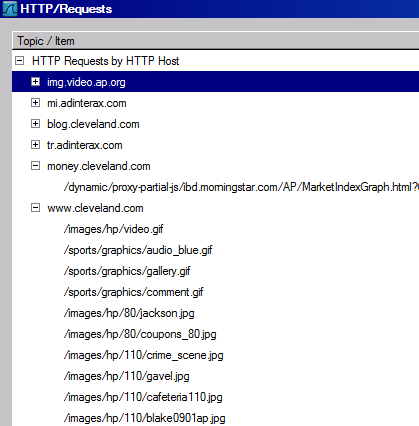 HTTP/Requests
Topic / Item
HTTP Requests by HTTP Host
img.video.ap.org
mi.adinterax.com
blog.cleveland.com
tr.adinterax.com
money.cleveland.com
/dynamic/proxy-partial-js/ibd.morningstar.com/AP/MarketIndexGraph.html?
www.cleveland.com
/images/hp/video.gif
/sports/graphics/audio_blue.gif
/sports/graphics/gallery.gif
/sports/graphics/comment.gif
/images/hp/80/jackson.jpg
/images/hp/80/coupons_80.jpg
/images/hp/110/crime_scene.jpg
/images/hp/110/gavel.jpg
/images/hp/110/cafeteria110.jpg
/images/hp/110/blake0901ap.jpg